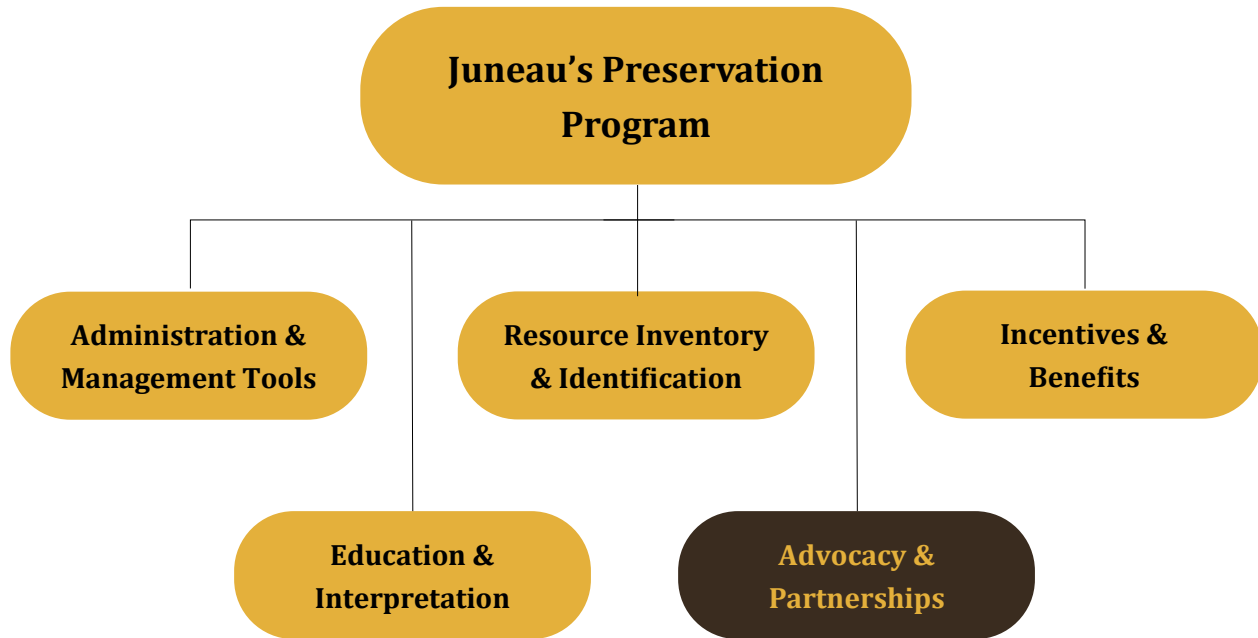 Juneau’s Preservation
Program
Administration &
Management Tools
Resource Inventory
& Identification
Incentives &
Benefits
Education &
Interpretation
Advocacy &
Partnerships